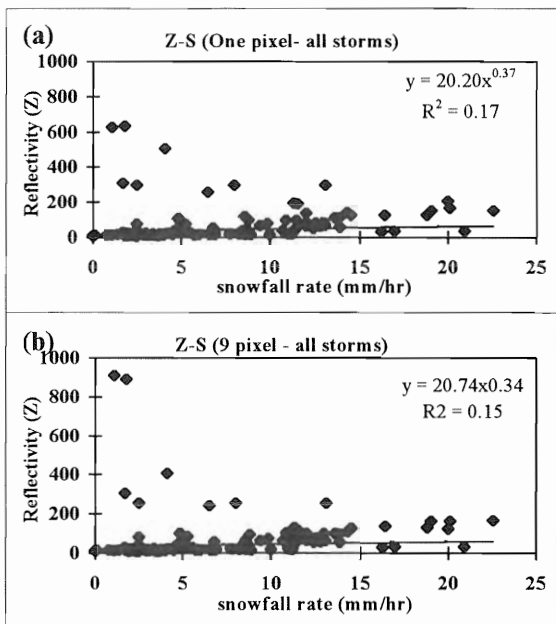 (a)
Z-S (One pixel- all storms)
1000
800
600
400
200
0
Reflectivity (Z)
y = 20.20x^0.37
R^2 = 0.17
0 5 10 15 20 25
snowfall rate (mm/hr)
(b)
Z-S (9 pixel - all storms)
1000
800
600
400
200
0
Reflectivity (Z)
y = 20.74x0.34
R2 = 0.15
0 5 10 15 20 25
snowfall rate (mm/hr)